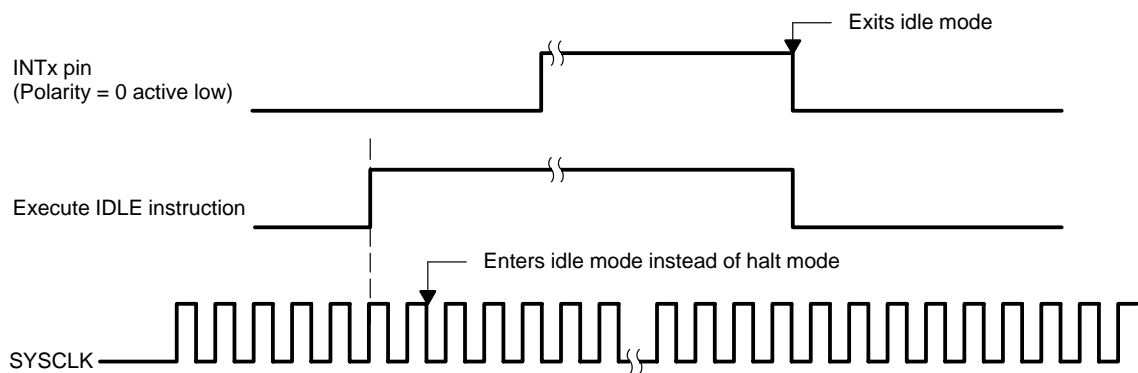 Exits idle mode
INTx pin
(Polarity = 0 active low)
Execute IDLE instruction
Enters idle mode instead of halt mode
SYSCLK